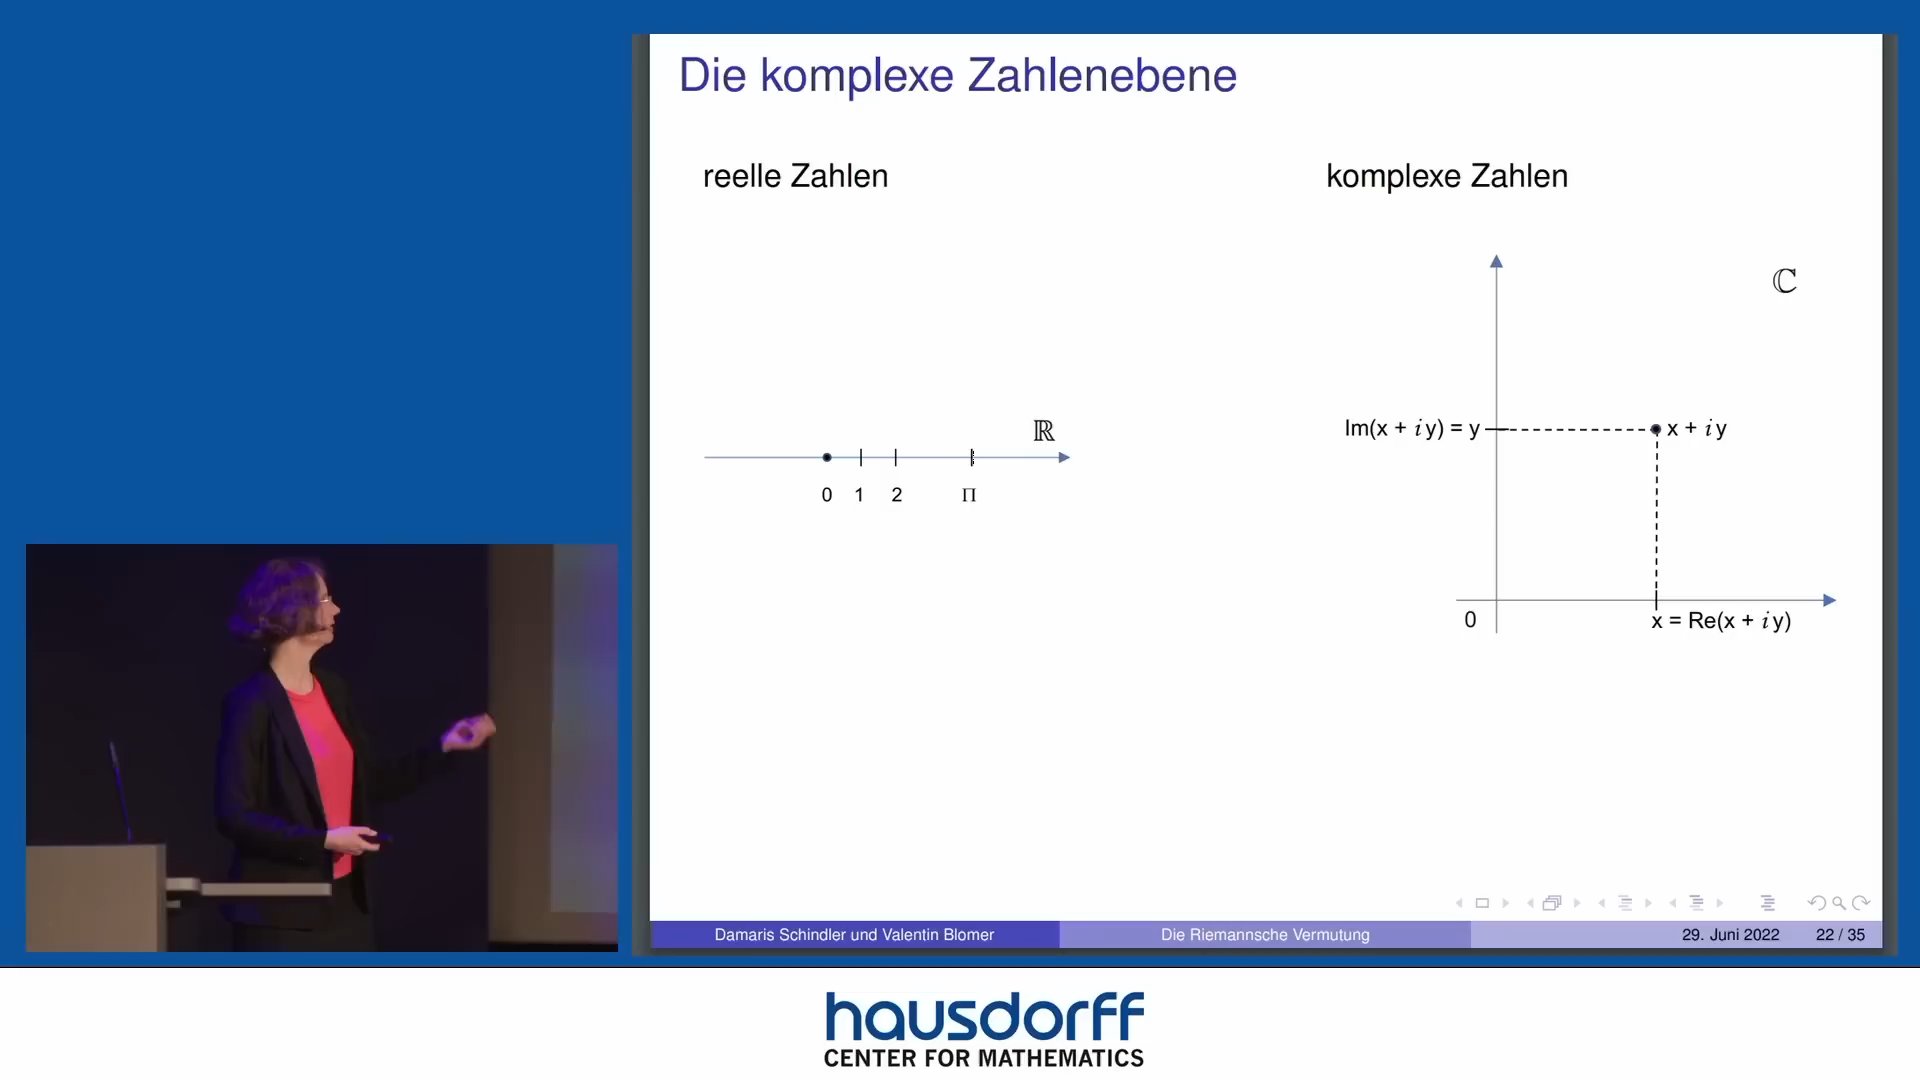 Die komplexe Zahlenebene
reelle Zahlen
komplexe Zahlen
ℂ
ℝ
0 1 2 Π
Im(x + i y) = y
x + i y
0
x = Re(x + i y)
Damaris Schindler und Valentin Blomer
Die Riemannsche Vermutung
29. Juni 2022
22 / 35
hausdorff
CENTER FOR MATHEMATICS